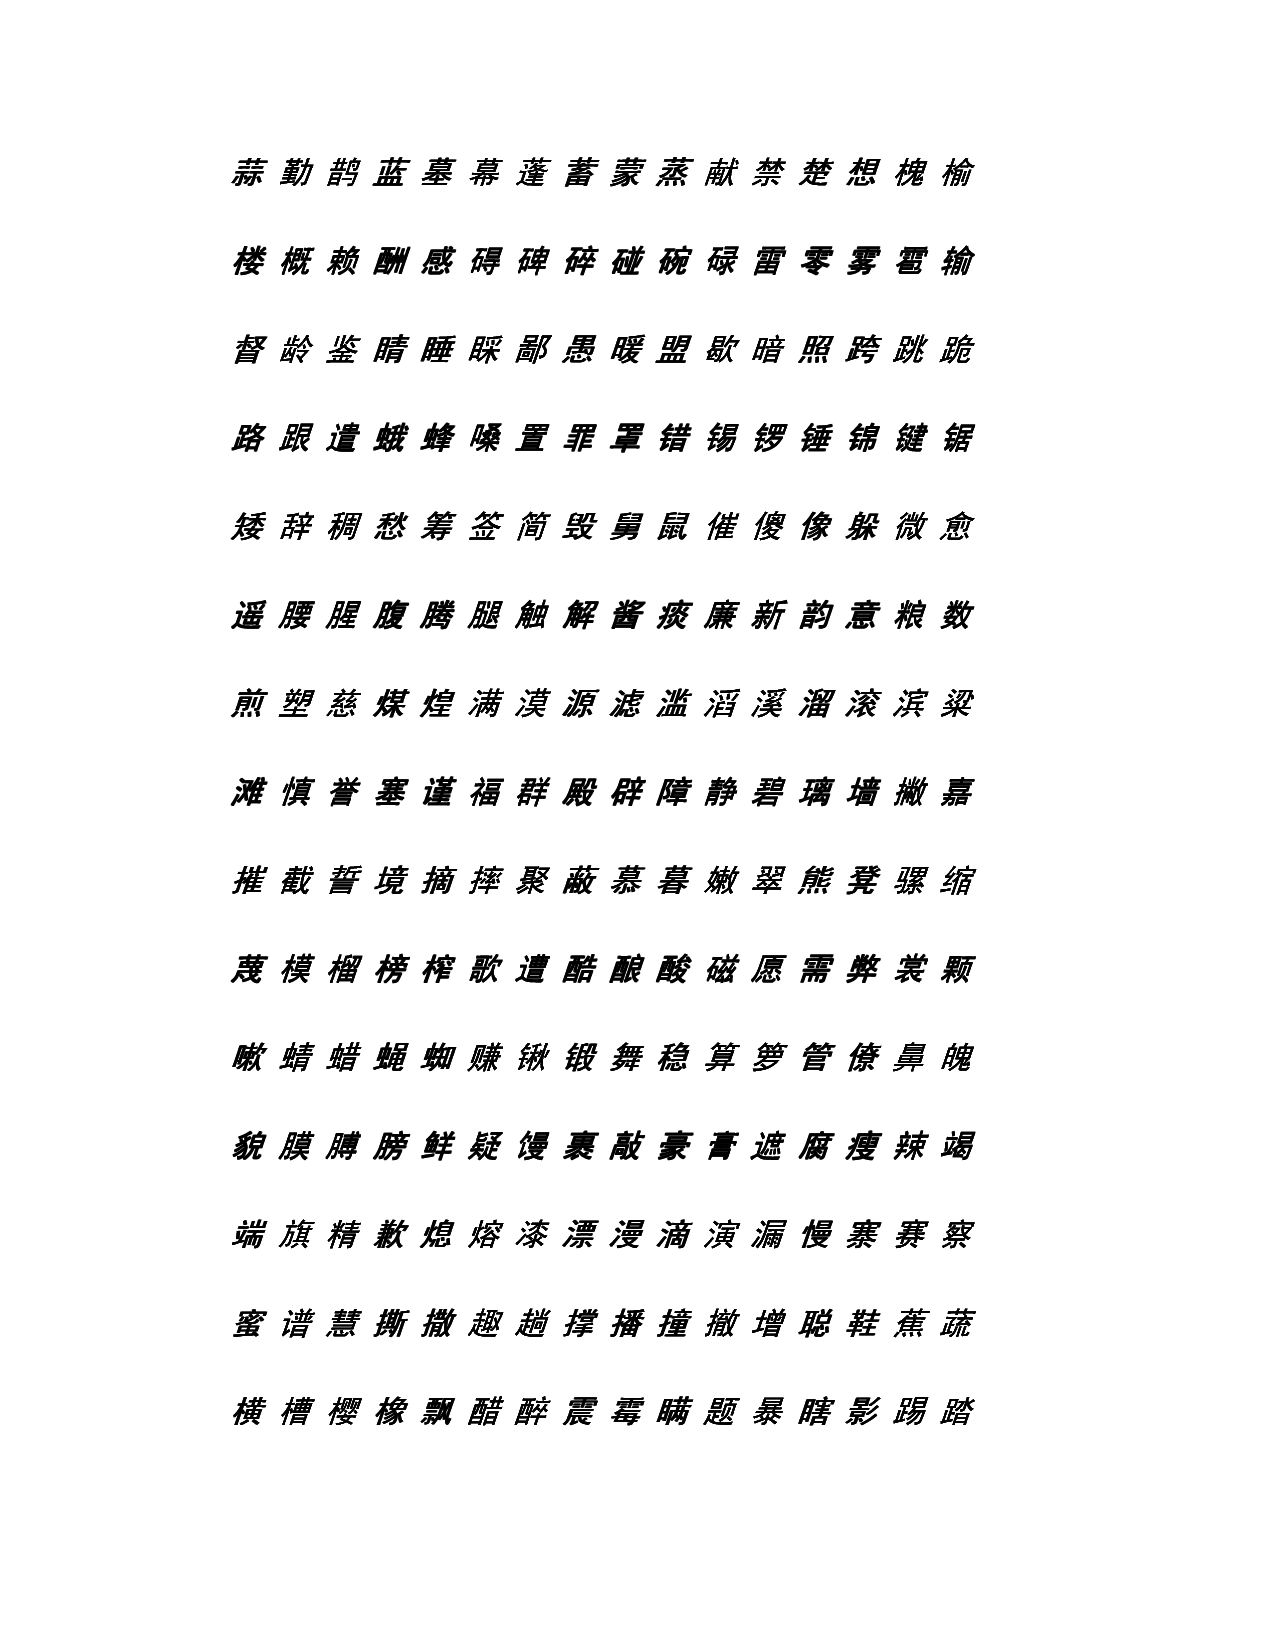 蒜 勤 鹊 蓝 墓 幕 蓬 蓄 蒙 蒸 献 禁 楚 想 槐 榆
楼 概 赖 酬 感 碍 碑 碎 碰 碗 碌 雷 零 雾 雹 输
督 龄 鉴 睛 睡 睬 鄙 愚 暖 盟 歇 暗 照 跨 跳 跪
路 跟 遣 蛾 蜂 嗓 置 罪 罩 错 锡 锣 锤 锦 键 锯
矮 辞 稠 愁 筹 签 简 毁 舅 鼠 催 傻 像 躲 微 愈
遥 腰 腥 腹 腾 腿 触 解 酱 痰 廉 新 韵 意 粮 数
煎 塑 慈 煤 煌 满 漠 源 滤 滥 滔 溪 溜 滚 滨 粱
滩 慎 誉 塞 谨 福 群 殿 辟 障 静 碧 璃 墙 撇 嘉
摧 截 誓 境 摘 摔 聚 蔽 慕 暮 嫩 翠 熊 凳 骡 缩
蔑 模 榴 榜 榨 歌 遭 酷 酿 酸 磁 愿 需 弊 裳 颗
嗽 蜻 蜡 蝇 蜘 赚 锹 锻 舞 稳 算 箩 管 僚 鼻 魄
貌 膜 膊 膀 鲜 疑 馒 裹 敲 豪 膏 遮 腐 瘦 辣 竭
端 旗 精 歉 熄 熔 漆 漂 漫 滴 演 漏 慢 寨 赛 察
蜜 谱 慧 撕 撒 趣 趟 撑 播 撞 撤 增 聪 鞋 蕉 蔬
横 槽 樱 橡 飘 醋 醉 震 霉 瞒 题 暴 瞎 影 踢 踏